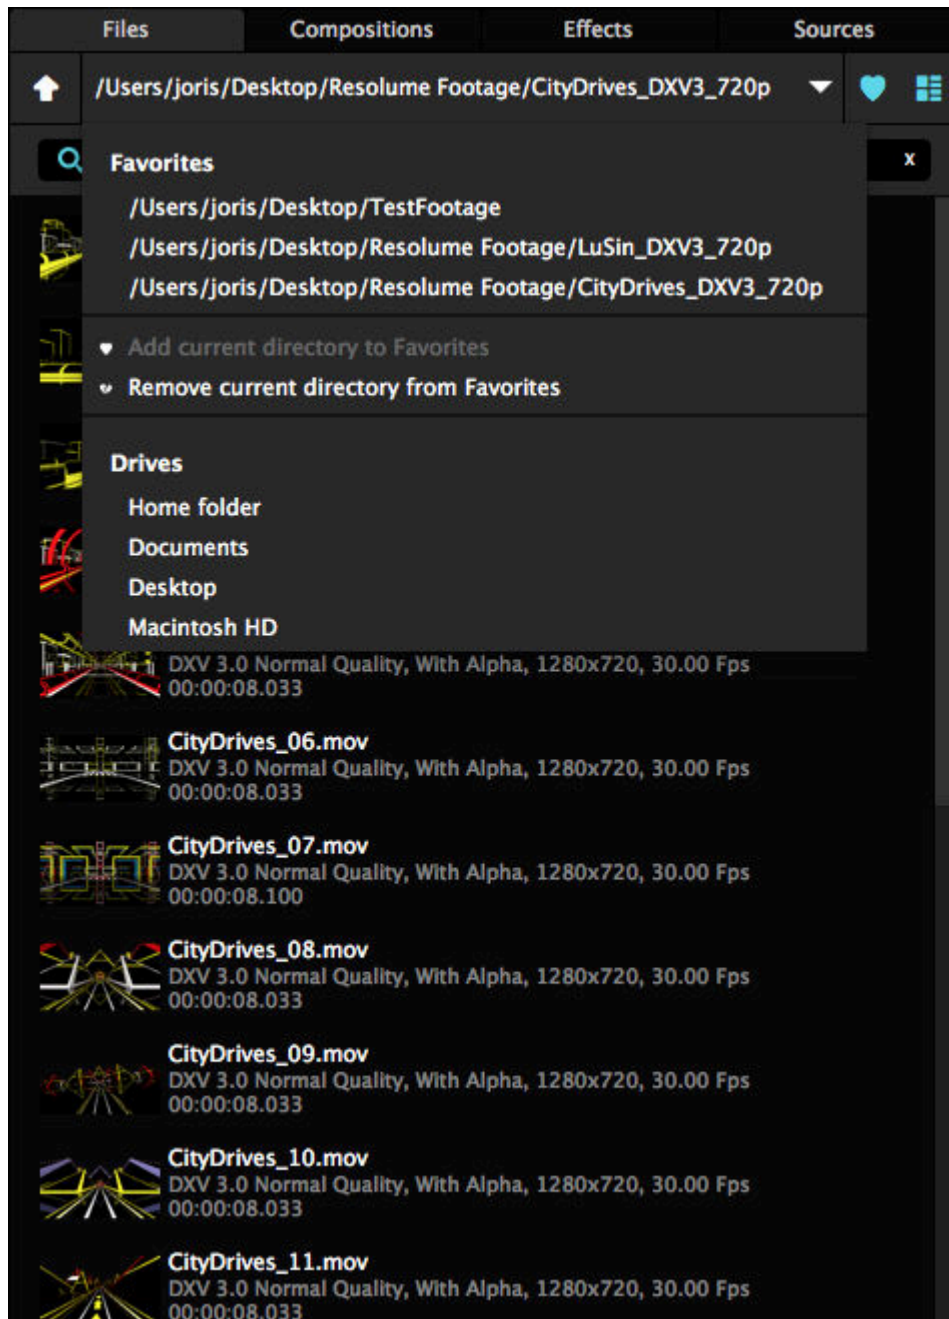 Files Compositions Effects Sources
/Users/joris/Desktop/Resolume Footage/CityDrives_DXV3_720p
x
Favorites
/Users/joris/Desktop/TestFootage
/Users/joris/Desktop/Resolume Footage/LuSin_DXV3_720p
/Users/joris/Desktop/Resolume Footage/CityDrives_DXV3_720p
Add current directory to Favorites
Remove current directory from Favorites
Drives
Home folder
Documents
Desktop
Macintosh HD
DXV 3.0 Normal Quality, With Alpha, 1280x720, 30.00 Fps
00:00:08.033
CityDrives_06.mov
DXV 3.0 Normal Quality, With Alpha, 1280x720, 30.00 Fps
00:00:08.033
CityDrives_07.mov
DXV 3.0 Normal Quality, With Alpha, 1280x720, 30.00 Fps
00:00:08.100
CityDrives_08.mov
DXV 3.0 Normal Quality, With Alpha, 1280x720, 30.00 Fps
00:00:08.033
CityDrives_09.mov
DXV 3.0 Normal Quality, With Alpha, 1280x720, 30.00 Fps
00:00:08.033
CityDrives_10.mov
DXV 3.0 Normal Quality, With Alpha, 1280x720, 30.00 Fps
00:00:08.033
CityDrives_11.mov
DXV 3.0 Normal Quality, With Alpha, 1280x720, 30.00 Fps
00:00:08.033